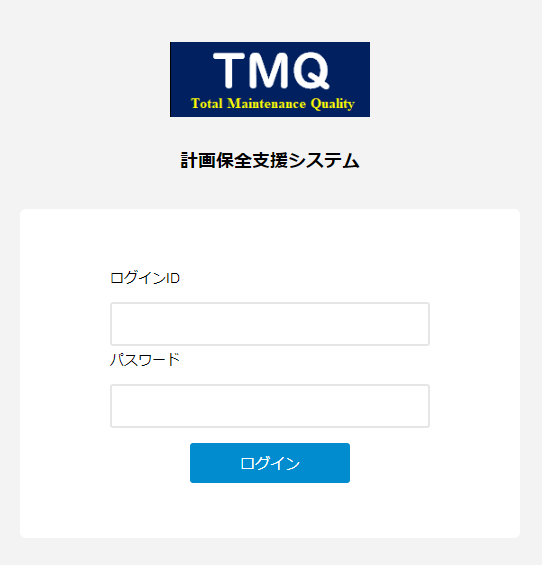 TMQ
Total Maintenance Quality
計画保全支援システム
ログインID
パスワード
ログイン